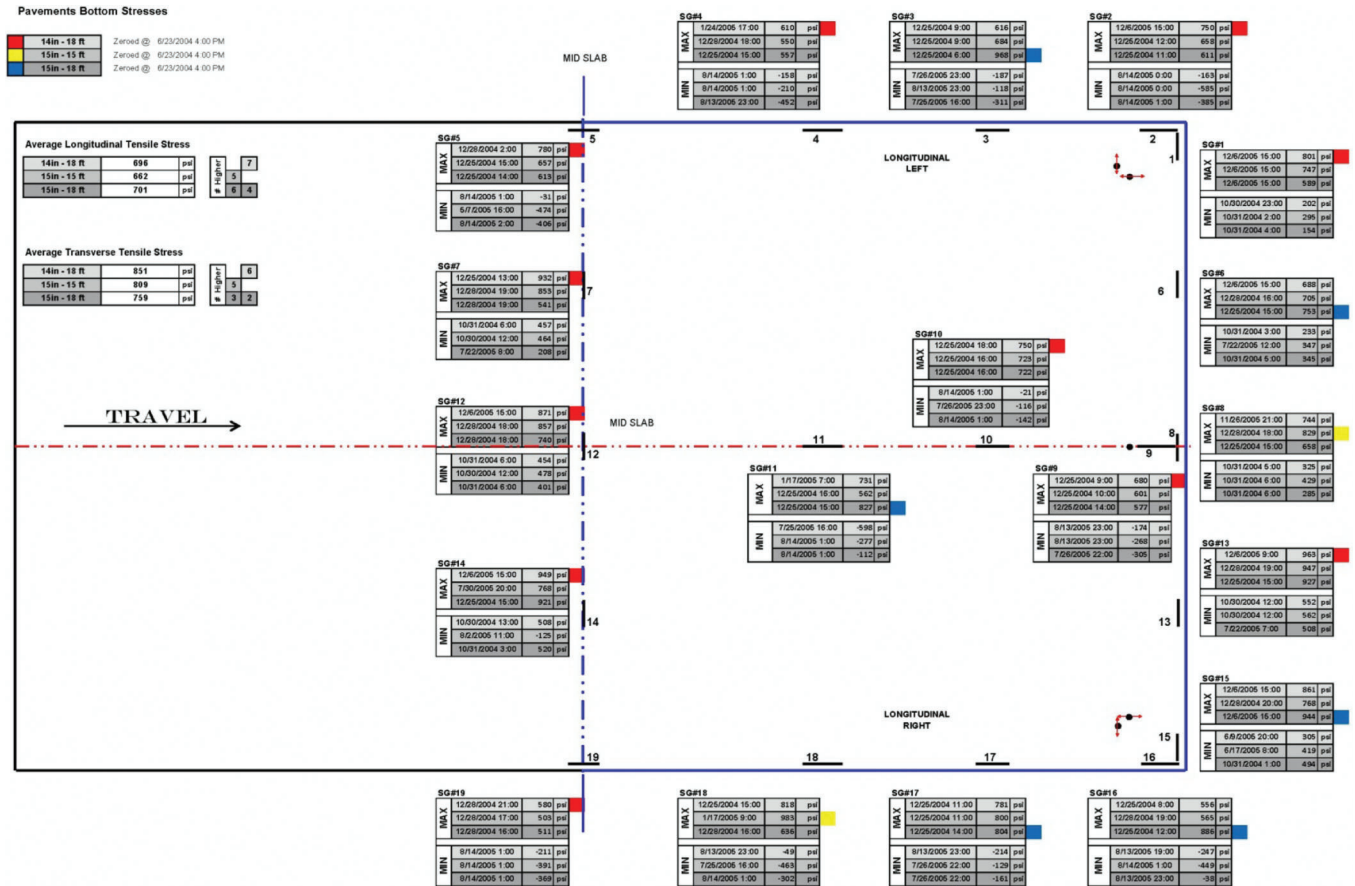 Pavements Bottom Stresses
14in - 18 ft Zeroed @ 6/23/2004 4:00 PM
15in - 15 ft Zeroed @ 6/23/2004 4:00 PM
15in - 18 ft Zeroed @ 6/23/2004 4:00 PM
MID SLAB
SG#4
MAX
1/24/2005 17:00 610 psi
12/28/2004 18:00 550 psi
12/25/2004 15:00 557 psi
MIN
8/14/2005 1:00 -158 psi
8/14/2005 1:00 -210 psi
8/13/2005 23:00 -452 psi
SG#3
MAX
12/25/2004 9:00 616 psi
12/25/2004 9:00 684 psi
12/25/2004 6:00 968 psi
MIN
7/26/2005 23:00 -187 psi
8/13/2005 23:00 -118 psi
7/25/2005 16:00 -311 psi
SG#2
MAX
12/6/2005 15:00 750 psi
12/25/2004 12:00 658 psi
12/25/2004 11:00 611 psi
MIN
8/14/2005 0:00 -163 psi
8/14/2005 0:00 -585 psi
8/14/2005 1:00 -385 psi
Average Longitudinal Tensile Stress
14in - 18 ft 696 psi
15in - 15 ft 662 psi
15in - 18 ft 701 psi
# Higher
7
5
6 4
Average Transverse Tensile Stress
14in - 18 ft 851 psi
15in - 15 ft 809 psi
15in - 18 ft 759 psi
# Higher
6
5
3 2
SG#5
MAX
12/28/2004 2:00 780 psi
12/25/2004 15:00 657 psi
12/25/2004 14:00 613 psi
MIN
8/14/2005 1:00 -31 psi
5/7/2005 16:00 -474 psi
8/14/2005 2:00 -406 psi
5
4
3
2
1
LONGITUDINAL
LEFT
SG#1
MAX
12/6/2005 15:00 801 psi
12/6/2005 15:00 747 psi
12/6/2005 15:00 589 psi
MIN
10/30/2004 23:00 202 psi
10/31/2004 2:00 295 psi
10/31/2004 4:00 154 psi
SG#7
MAX
12/25/2004 13:00 932 psi
12/28/2004 19:00 853 psi
12/28/2004 19:00 541 psi
MIN
10/31/2004 6:00 457 psi
10/30/2004 12:00 464 psi
7/22/2005 8:00 208 psi
7
6
SG#6
MAX
12/6/2005 15:00 688 psi
12/28/2004 16:00 705 psi
12/25/2004 15:00 753 psi
MIN
10/31/2004 3:00 233 psi
7/22/2005 12:00 347 psi
10/31/2004 5:00 345 psi
SG#10
MAX
12/25/2004 18:00 750 psi
12/25/2004 16:00 723 psi
12/25/2004 16:00 722 psi
MIN
8/14/2005 1:00 -21 psi
7/26/2005 23:00 -116 psi
8/14/2005 1:00 -142 psi
TRAVEL
SG#12
MAX
12/6/2005 15:00 871 psi
12/28/2004 18:00 857 psi
12/28/2004 18:00 740 psi
MIN
10/31/2004 6:00 454 psi
10/30/2004 12:00 478 psi
10/31/2004 6:00 401 psi
MID SLAB
12
11
10
9
8
SG#8
MAX
11/26/2005 21:00 744 psi
12/28/2004 18:00 829 psi
12/25/2004 15:00 658 psi
MIN
10/31/2004 5:00 325 psi
10/31/2004 6:00 429 psi
10/31/2004 6:00 285 psi
SG#11
MAX
1/17/2005 7:00 731 psi
12/25/2004 16:00 562 psi
12/25/2004 15:00 827 psi
MIN
7/25/2005 16:00 -598 psi
8/14/2005 1:00 -277 psi
8/14/2005 1:00 -112 psi
SG#9
MAX
12/25/2004 9:00 680 psi
12/25/2004 10:00 601 psi
12/25/2004 14:00 577 psi
MIN
8/13/2005 23:00 -174 psi
8/13/2005 23:00 -268 psi
7/26/2005 22:00 -305 psi
SG#13
MAX
12/6/2005 9:00 963 psi
12/28/2004 19:00 947 psi
12/25/2004 15:00 927 psi
MIN
10/30/2004 12:00 552 psi
10/30/2004 12:00 562 psi
7/22/2005 7:00 508 psi
SG#14
MAX
12/6/2005 15:00 949 psi
7/30/2005 20:00 768 psi
12/25/2004 15:00 921 psi
MIN
10/30/2004 13:00 508 psi
8/2/2005 11:00 -125 psi
10/31/2004 3:00 520 psi
14
13
SG#15
MAX
12/6/2005 15:00 861 psi
12/28/2004 20:00 768 psi
12/6/2005 15:00 944 psi
MIN
6/9/2005 20:00 305 psi
6/17/2005 8:00 419 psi
10/31/2004 1:00 494 psi
LONGITUDINAL
RIGHT
15
19
18
17
16
SG#19
MAX
12/28/2004 21:00 580 psi
12/28/2004 17:00 503 psi
12/28/2004 16:00 511 psi
MIN
8/14/2005 1:00 -211 psi
8/14/2005 1:00 -391 psi
8/14/2005 1:00 -369 psi
SG#18
MAX
12/25/2004 15:00 818 psi
1/17/2005 9:00 983 psi
12/28/2004 16:00 636 psi
MIN
8/13/2005 23:00 -49 psi
7/25/2005 16:00 -463 psi
8/14/2005 1:00 -302 psi
SG#17
MAX
12/25/2004 11:00 781 psi
12/25/2004 11:00 800 psi
12/25/2004 14:00 804 psi
MIN
8/13/2005 23:00 -214 psi
7/26/2005 22:00 -129 psi
7/26/2005 22:00 -161 psi
SG#16
MAX
12/25/2004 8:00 556 psi
12/28/2004 19:00 565 psi
12/25/2004 12:00 886 psi
MIN
8/13/2005 19:00 -247 psi
8/14/2005 1:00 -449 psi
8/13/2005 23:00 -38 psi